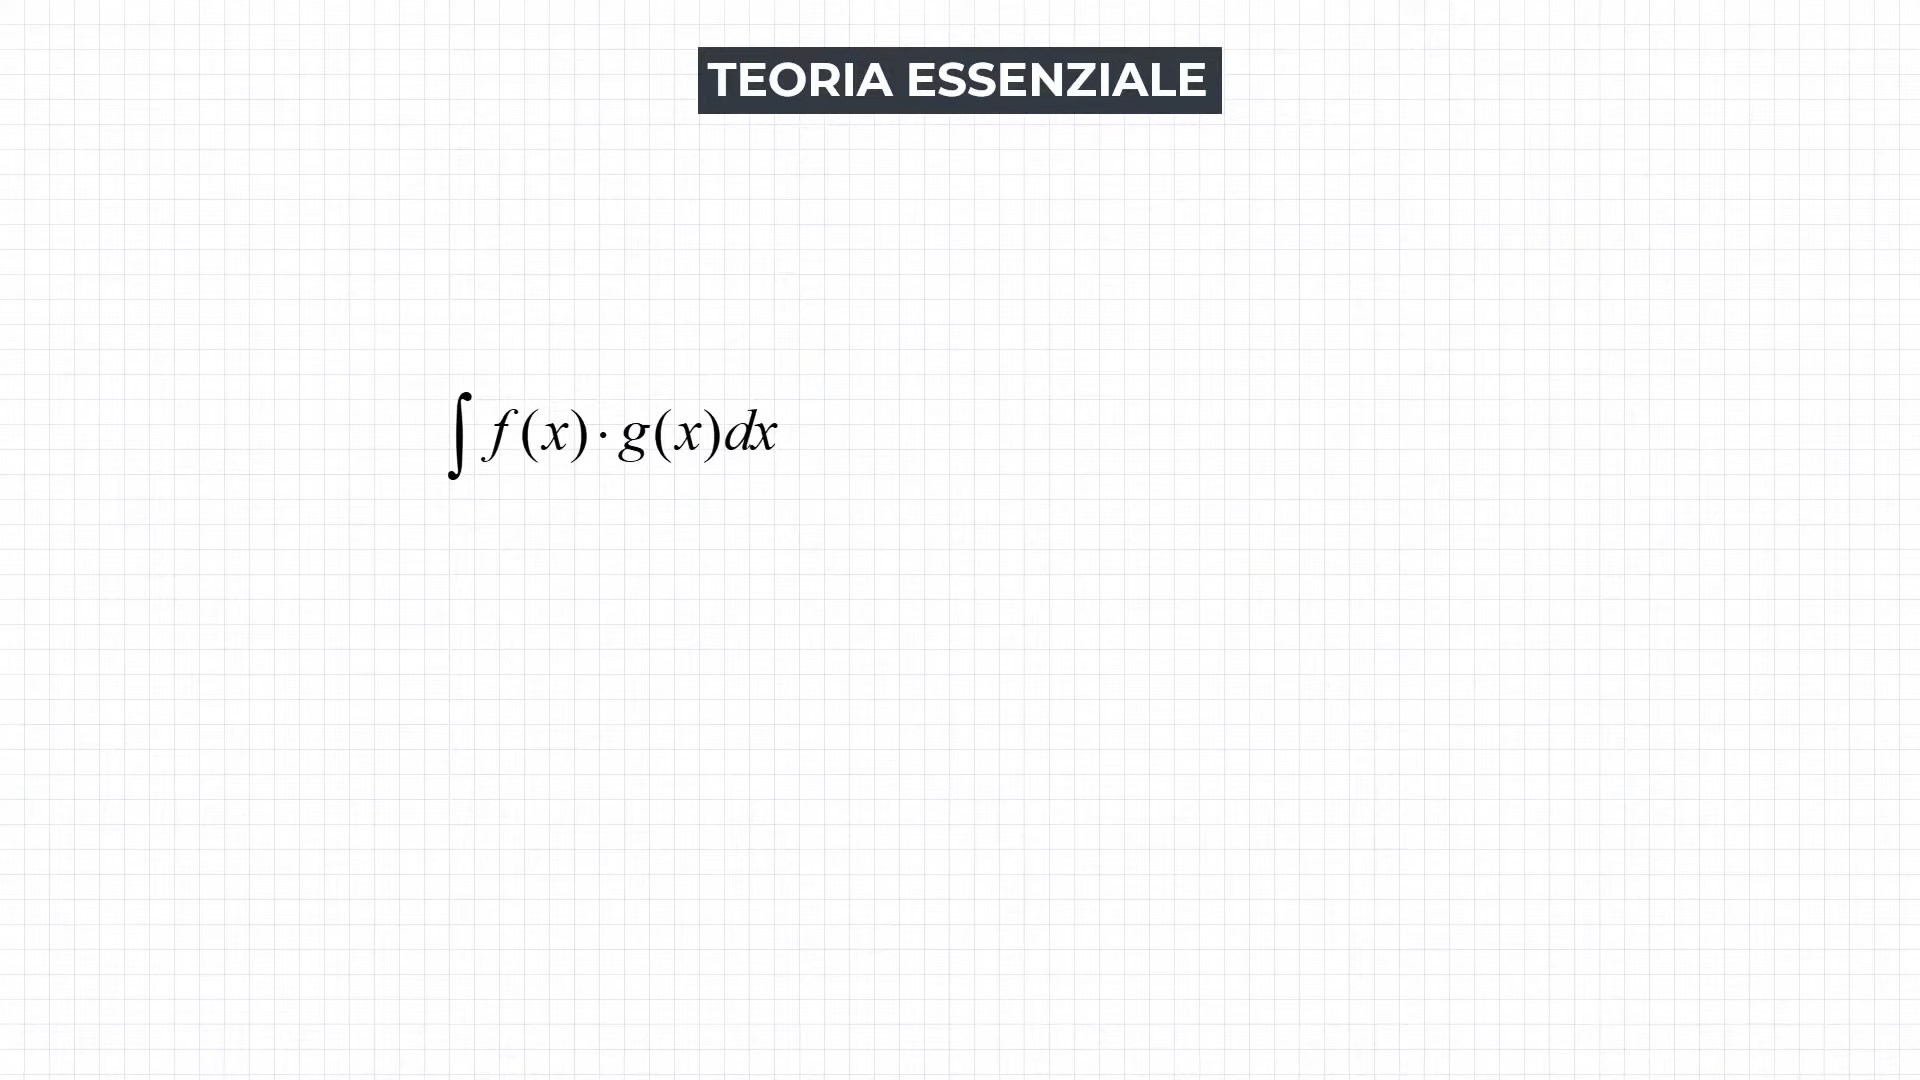 TEORIA ESSENZIALE
∫ f(x) · g(x)dx